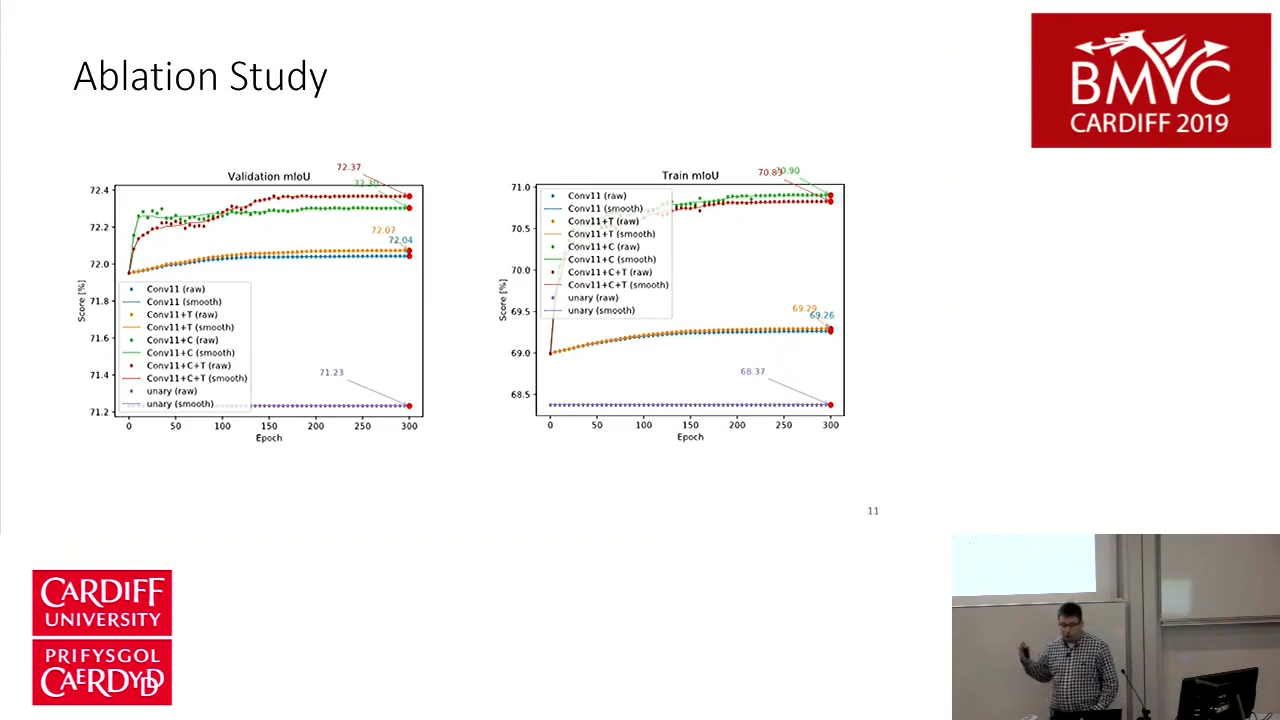 Ablation Study
BMVC
CARDIFF 2019
Validation mIoU
72.37
72.30
72.07
72.04
71.23
72.4
72.2
72.0
71.8
71.6
71.4
71.2
Score [%]
Conv11 (raw)
Conv11 (smooth)
Conv11+T (raw)
Conv11+T (smooth)
Conv11+C (raw)
Conv11+C (smooth)
Conv11+C+T (raw)
Conv11+C+T (smooth)
unary (raw)
unary (smooth)
0 50 100 150 200 250 300
Epoch
Train mIoU
70.83
70.90
69.29
69.26
68.37
71.0
70.5
70.0
69.5
69.0
68.5
Score [%]
Conv11 (raw)
Conv11 (smooth)
Conv11+T (raw)
Conv11+T (smooth)
Conv11+C (raw)
Conv11+C (smooth)
Conv11+C+T (raw)
Conv11+C+T (smooth)
unary (raw)
unary (smooth)
0 50 100 150 200 250 300
Epoch
11
CARDIFF
UNIVERSITY
PRIFYSGOL
CAERDYDD